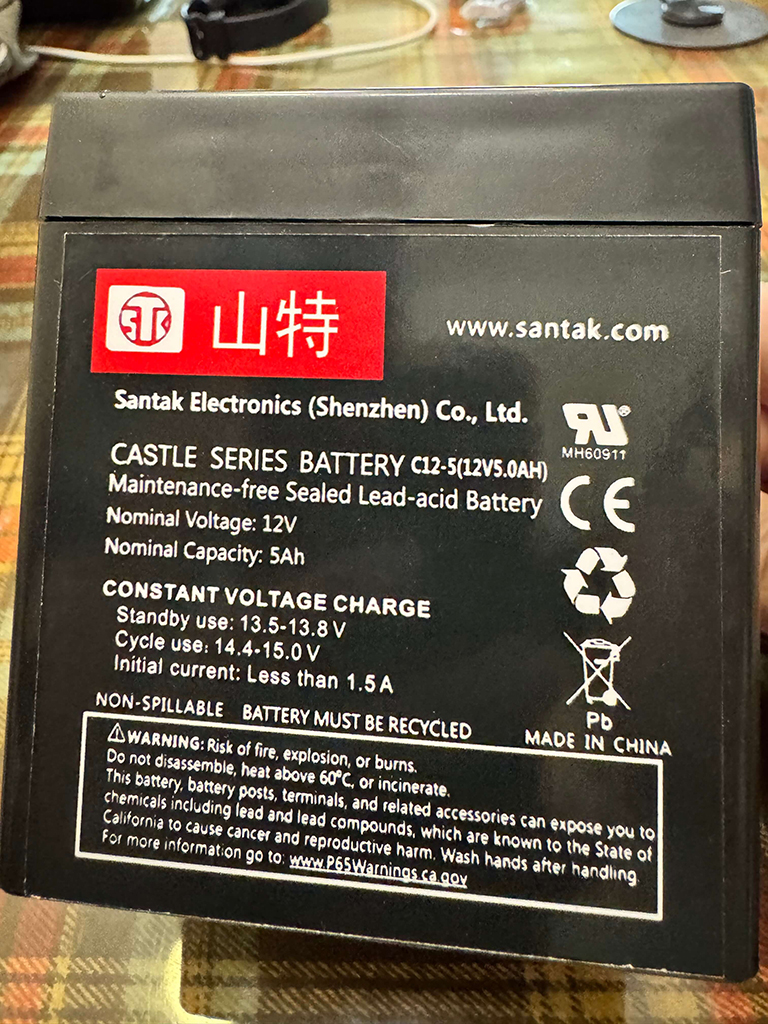 STK 山特
www.santak.com
Santak Electronics (Shenzhen) Co., Ltd.
CASTLE SERIES BATTERY C12-5(12V5.0AH)
Maintenance-free Sealed Lead-acid Battery
Nominal Voltage: 12V
Nominal Capacity: 5Ah
RU®
MH60911
CE
CONSTANT VOLTAGE CHARGE
Standby use: 13.5-13.8 V
Cycle use: 14.4-15.0 V
Initial current: Less than 1.5 A
Pb
NON-SPILLABLE BATTERY MUST BE RECYCLED
MADE IN CHINA
⚠WARNING: Risk of fire, explosion, or burns.
Do not disassemble, heat above 60°C, or incinerate.
This battery, battery posts, terminals, and related accessories can expose you to
chemicals including lead and lead compounds, which are known to the State of
California to cause cancer and reproductive harm. Wash hands after handling.
For more information go to: www.P65Warnings.ca.gov